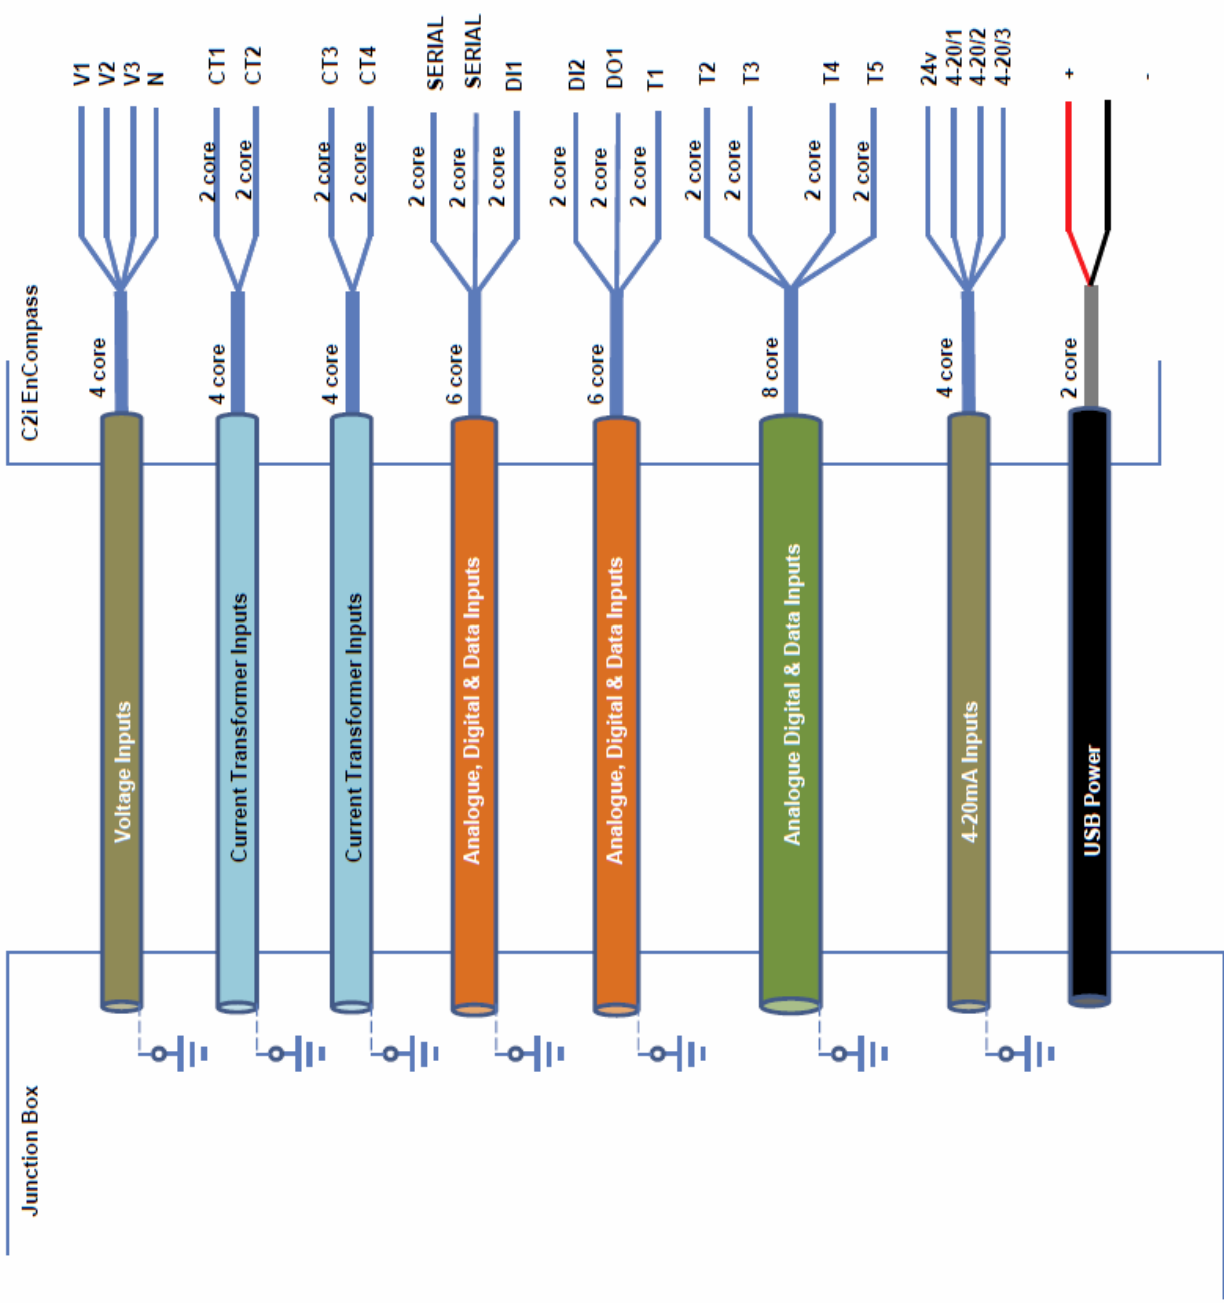 V1
V2
V3
N
CT1
CT2
CT3
CT4
SERIAL
SERIAL
DI1
DI2
DO1
T1
T2
T3
T4
T5
24v
4-20/1
4-20/2
4-20/3
+
-
2 core
2 core
2 core
2 core
2 core
2 core
2 core
2 core
2 core
2 core
2 core
2 core
2 core
2 core
C2i EnCompass
4 core
4 core
4 core
6 core
6 core
8 core
4 core
2 core
Voltage Inputs
Current Transformer Inputs
Current Transformer Inputs
Analogue, Digital & Data Inputs
Analogue, Digital & Data Inputs
Analogue Digital & Data Inputs
4-20mA Inputs
USB Power
Junction Box